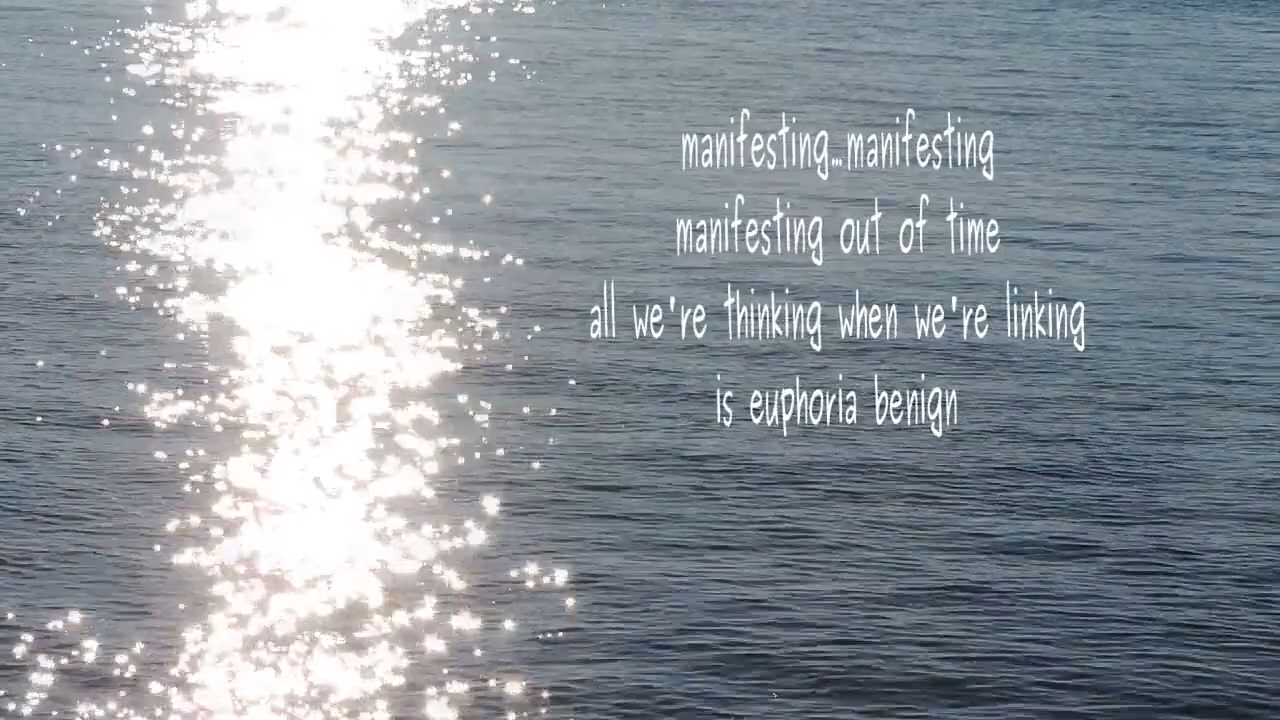 manifesting...manifesting
manifesting out of time
all we're thinking when we're linking
is euphoria benign